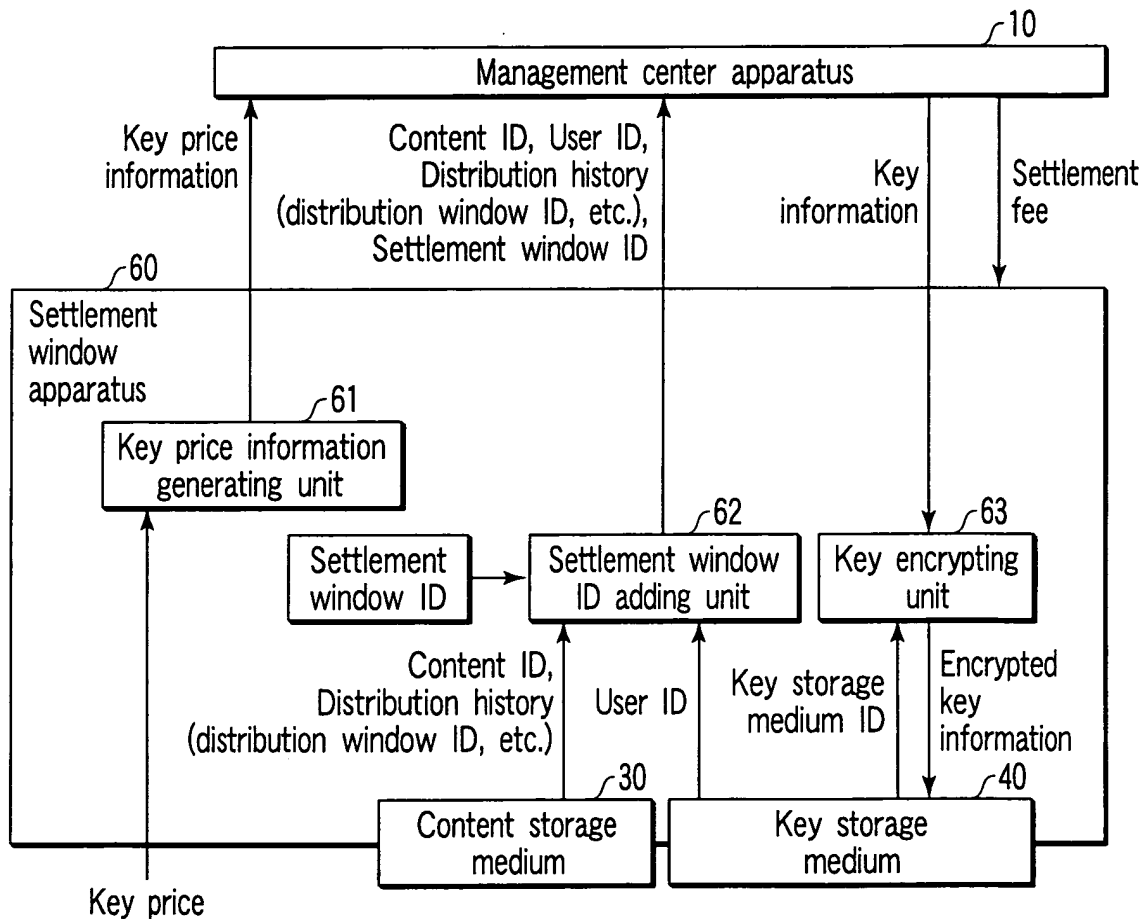 10
Management center apparatus
Key price
information
Content ID, User ID,
Distribution history
(distribution window ID, etc.),
Settlement window ID
Key
information
Settlement
fee
60
Settlement
window
apparatus
61
Key price information
generating unit
62
63
Settlement
window ID
Settlement window
ID adding unit
Key encrypting
unit
Content ID,
Distribution history
(distribution window ID, etc.)
User ID
Key storage
medium ID
Encrypted
key
information
30
40
Content storage
medium
Key storage
medium
Key price